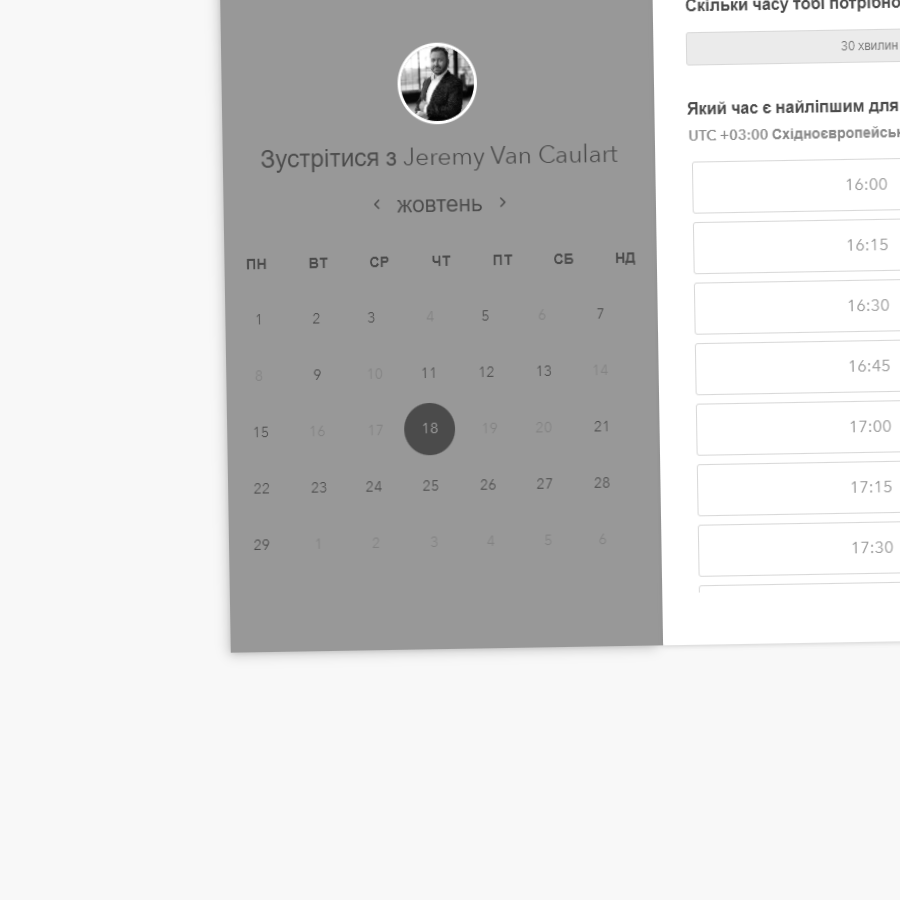 Зустрітися з Jeremy Van Caulart
‹ жовтень ›
ПН ВТ СР ЧТ ПТ СБ НД
1 2 3 4 5 6 7
8 9 10 11 12 13 14
15 16 17 18 19 20 21
22 23 24 25 26 27 28
29 1 2 3 4 5 6
Скільки часу тобі потрібно
30 хвилин
Який час є найліпшим для
UTC +03:00
16:00
16:15
16:30
16:45
17:00
17:15
17:30